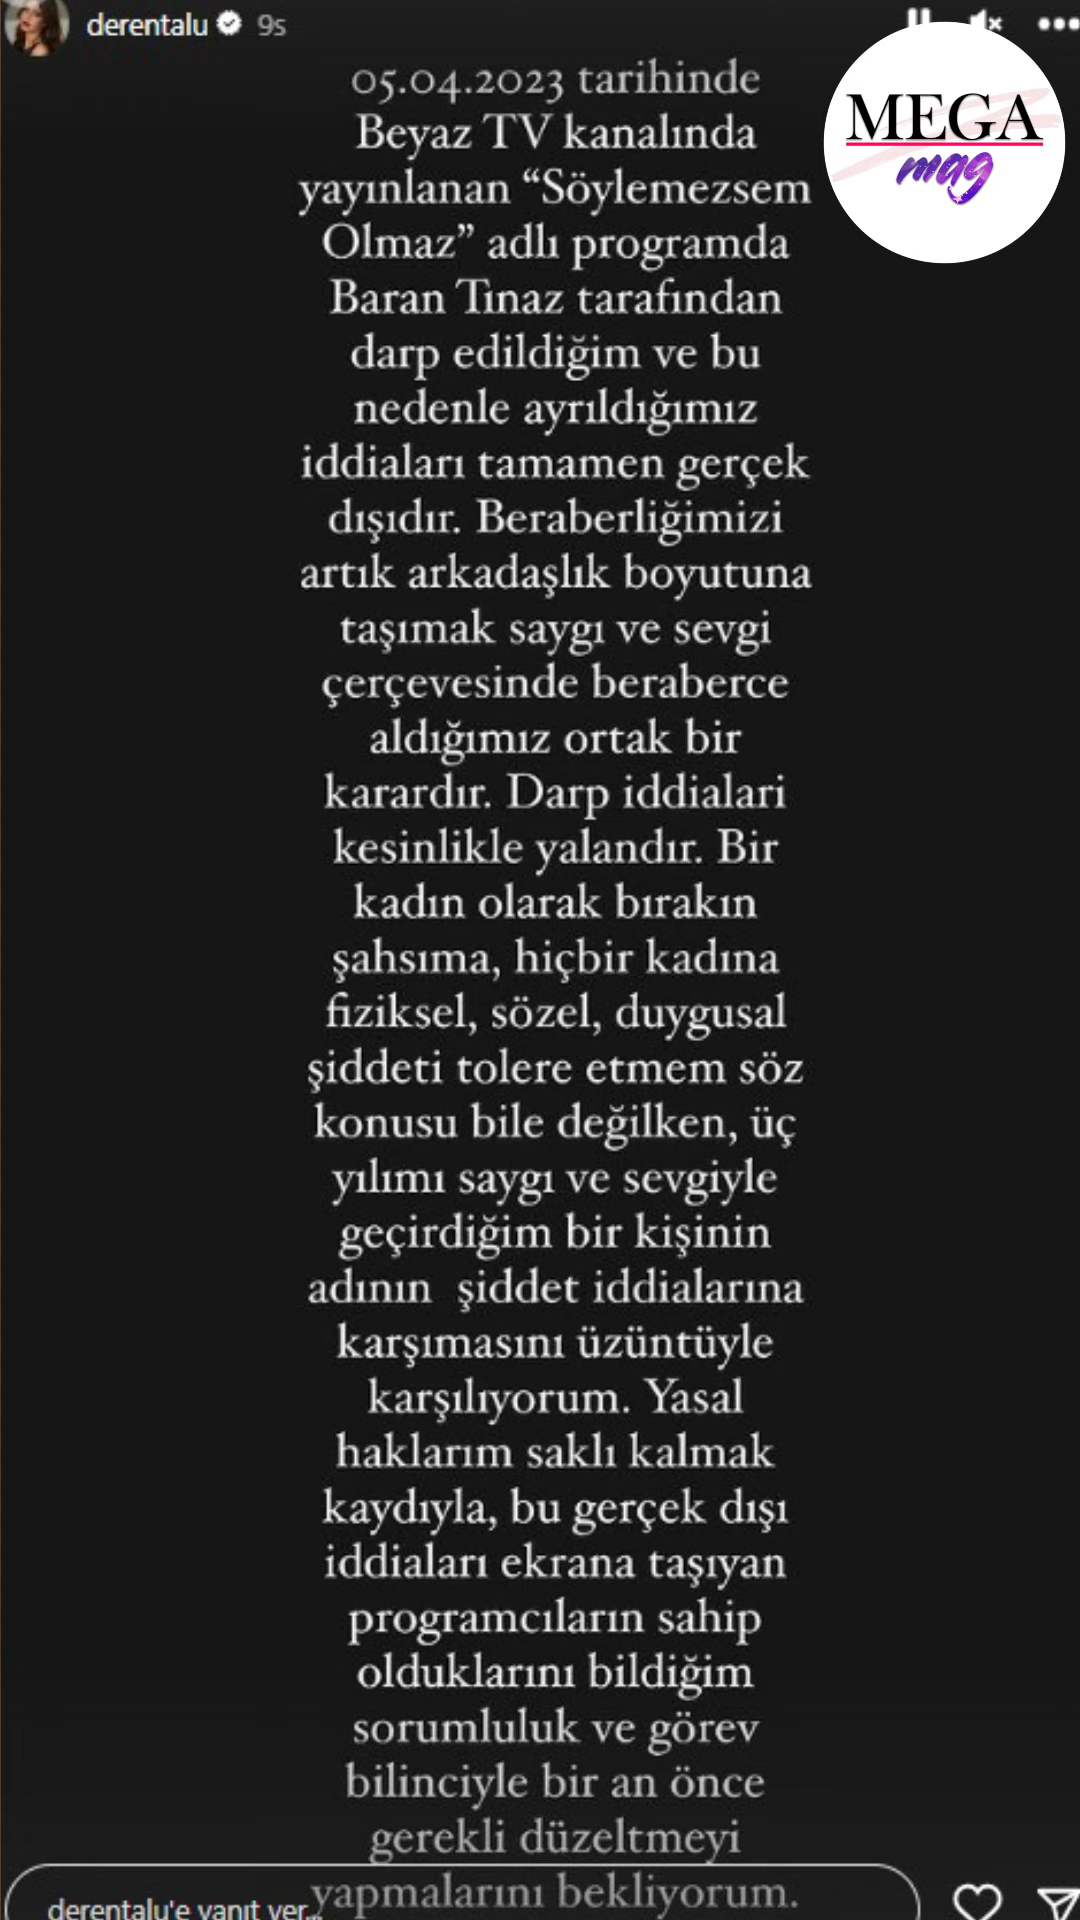 derentalu 9s
MEGA
mag
05.04.2023 tarihinde
Beyaz TV kanalında
yayınlanan “Söylemezsem
Olmaz” adlı programda
Baran Tınaz tarafından
darp edildiğim ve bu
nedenle ayrıldığımız
iddiaları tamamen gerçek
dışıdır. Beraberliğimizi
artık arkadaşlık boyutuna
taşımak saygı ve sevgi
çerçevesinde beraberce
aldığımız ortak bir
karardır. Darp iddialari
kesinlikle yalandır. Bir
kadın olarak bırakın
şahsıma, hiçbir kadına
fiziksel, sözel, duygusal
şiddeti tolere etmem söz
konusu bile değilken, üç
yılımı saygı ve sevgiyle
geçirdiğim bir kişinin
adının  şiddet iddialarına
karşımasını üzüntüyle
karşılıyorum. Yasal
haklarım saklı kalmak
kaydıyla, bu gerçek dışı
iddiaları ekrana taşıyan
programcıların sahip
olduklarını bildiğim
sorumluluk ve görev
bilinciyle bir an önce
gerekli düzeltmeyi
yapmalarını bekliyorum.
derentalu'e yanıt ver...